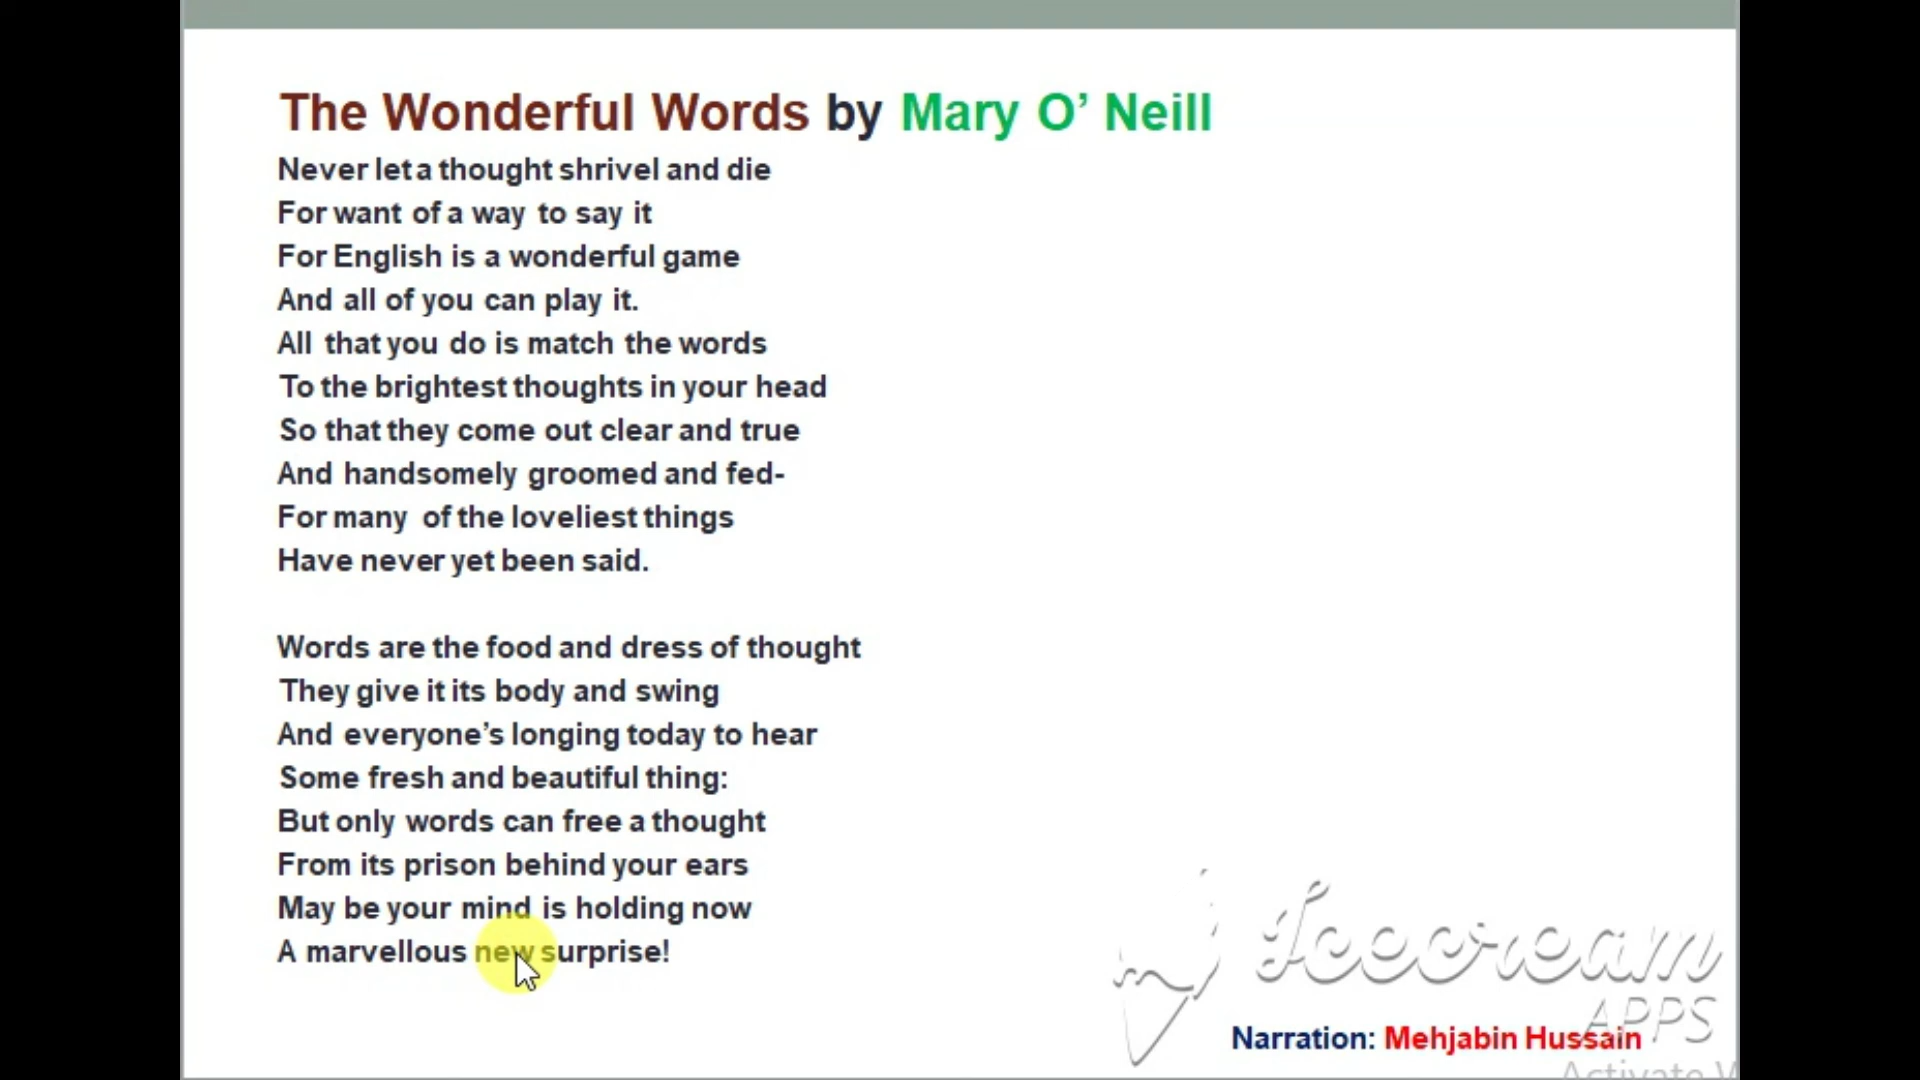 The Wonderful Words by Mary O’ Neill
Never let a thought shrivel and die
For want of a way to say it
For English is a wonderful game
And all of you can play it.
All that you do is match the words
To the brightest thoughts in your head
So that they come out clear and true
And handsomely groomed and fed-
For many of the loveliest things
Have never yet been said.
Words are the food and dress of thought
They give it its body and swing
And everyone’s longing today to hear
Some fresh and beautiful thing:
But only words can free a thought
From its prison behind your ears
May be your mind is holding now
A marvellous new surprise!
Icecream
APPS
Narration: Mehjabin Hussain